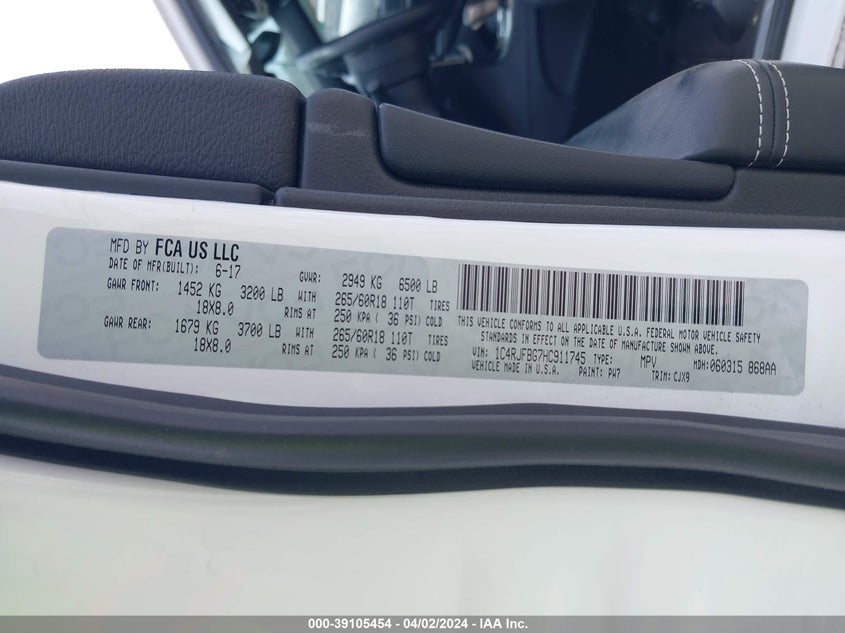 MFD BY FCA US LLC
DATE OF MFR(BUILT): 6-17 GVWR: 2949 KG 6500 LB
GAWR FRONT: 1452 KG 3200 LB WITH 265/60R18 110T TIRES
18X8.0 RIMS AT 250 KPA ( 36 PSI) COLD
GAWR REAR: 1679 KG 3700 LB WITH 265/60R18 110T TIRES
18X8.0 RIMS AT 250 KPA ( 36 PSI) COLD
THIS VEHICLE CONFORMS TO ALL APPLICABLE U.S.A. FEDERAL MOTOR VEHICLE SAFETY
STANDARDS IN EFFECT ON THE DATE OF MANUFACTURE SHOWN ABOVE.
VIN: 1C4RJFBG7HC911745 TYPE: MPV MDH:060315 868AA
VEHICLE MADE IN U.S.A. PAINT: PW7 TRIM: CJX9
000-39105454 - 04/02/2024 - IAA Inc.